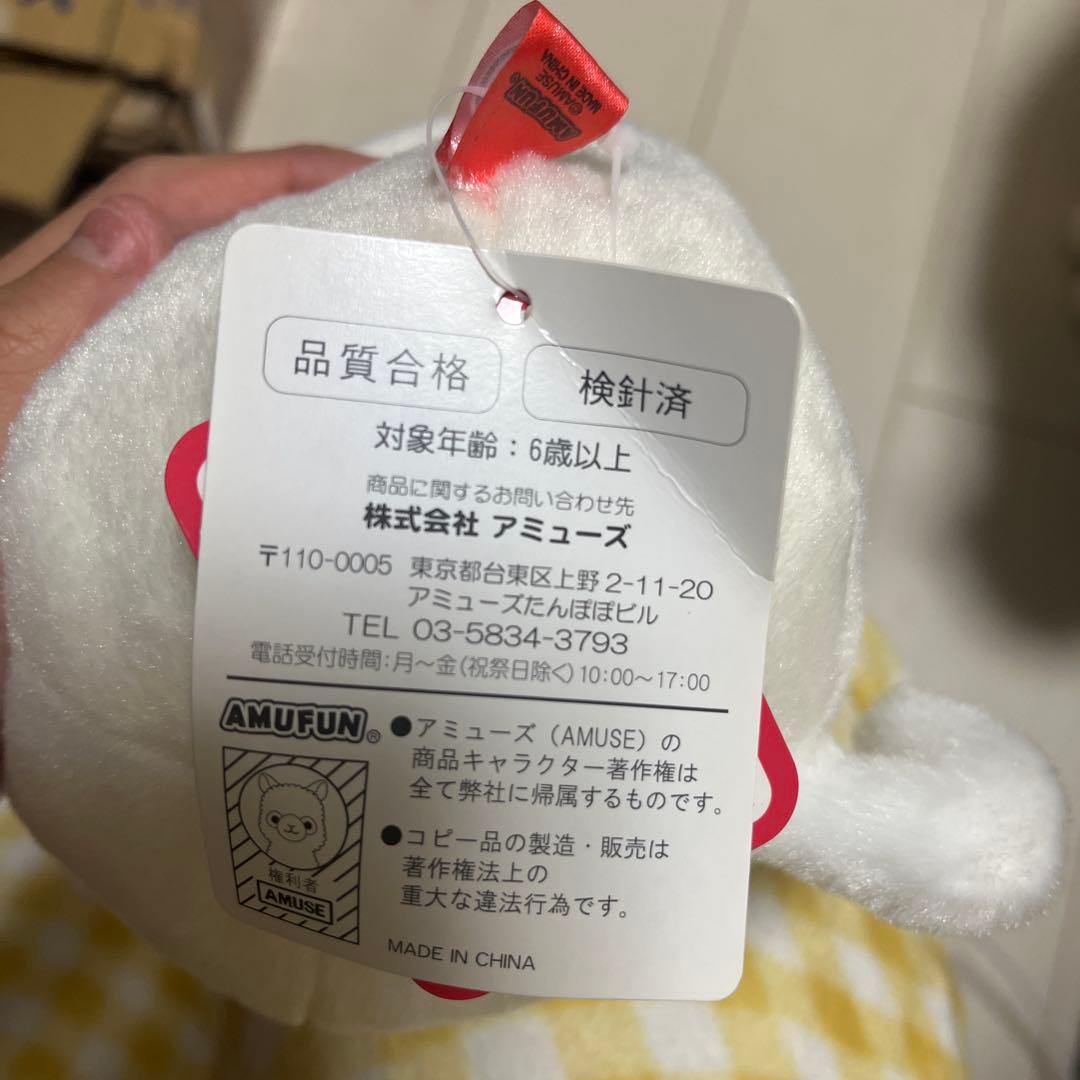 AMUFUN®
©AMUSE
MADE IN CHINA
品質合格
検針済
対象年齢：6歳以上
商品に関するお問い合わせ先
株式会社 アミューズ
〒110-0005 東京都台東区上野2-11-20
アミューズたんぽぽビル
TEL 03-5834-3793
電話受付時間：月～金(祝祭日除く)10:00～17:00
AMUFUN®
●アミューズ（AMUSE）の
商品キャラクター著作権は
全て弊社に帰属するものです。
●コピー品の製造・販売は
著作権法上の
重大な違法行為です。
権利者
AMUSE
MADE IN CHINA